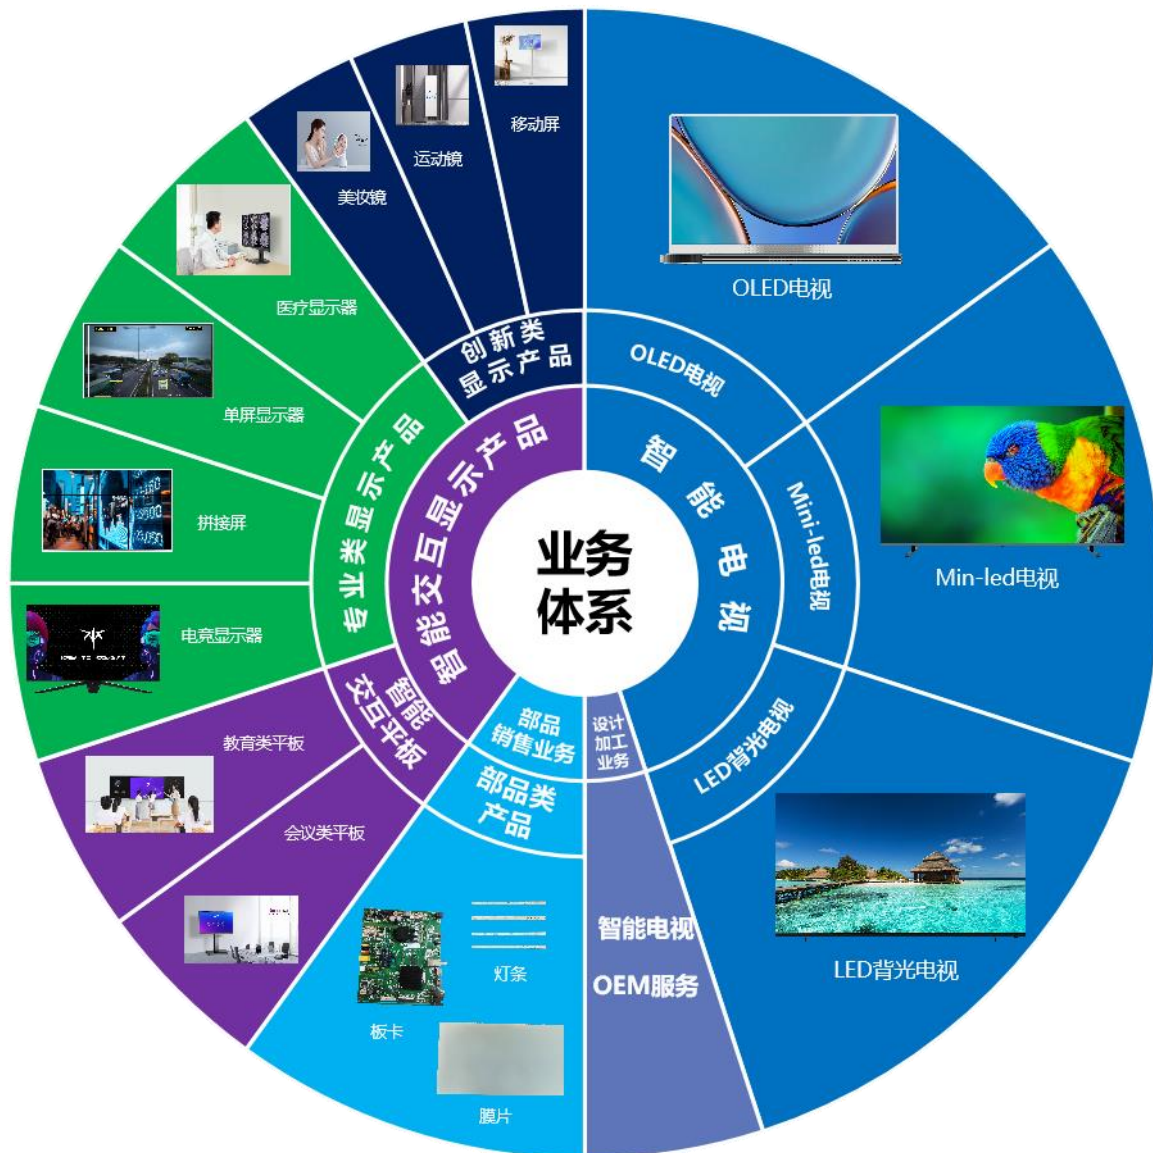 业务
体系
智能电视
OLED电视
OLED电视
Mini-led电视
Min-led电视
LED背光电视
LED背光电视
设计
加工
业务
智能电视
OEM服务
部品
销售业务
部品类
产品
灯条
板卡
膜片
智能交互显示产品
智能
交互平板
会议类平板
教育类平板
专业类显示产品
电竞显示器
拼接屏
单屏显示器
医疗显示器
创新类
显示产品
美妆镜
运动镜
移动屏